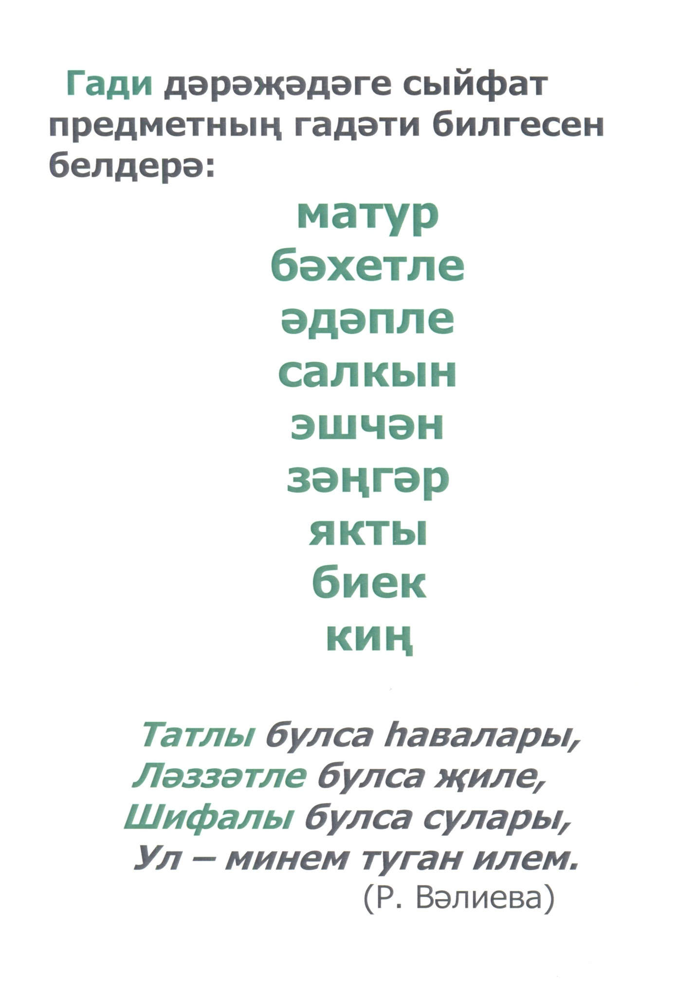 Гади дәрәҗәдәге сыйфат
предметның гадәти билгесен
белдерә:
матур
бәхетле
әдәпле
салкын
эшчән
зәңгәр
якты
биек
киң
Татлы булса һавалары,
Ләззәтле булса җиле,
Шифалы булса сулары,
Ул – минем туган илем.
(Р. Вәлиева)